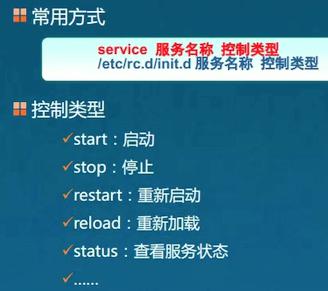 常用方式
service 服务名称 控制类型
/etc/rc.d/init.d 服务名称 控制类型
控制类型
start：启动
stop：停止
restart：重新启动
reload：重新加载
status：查看服务状态
......